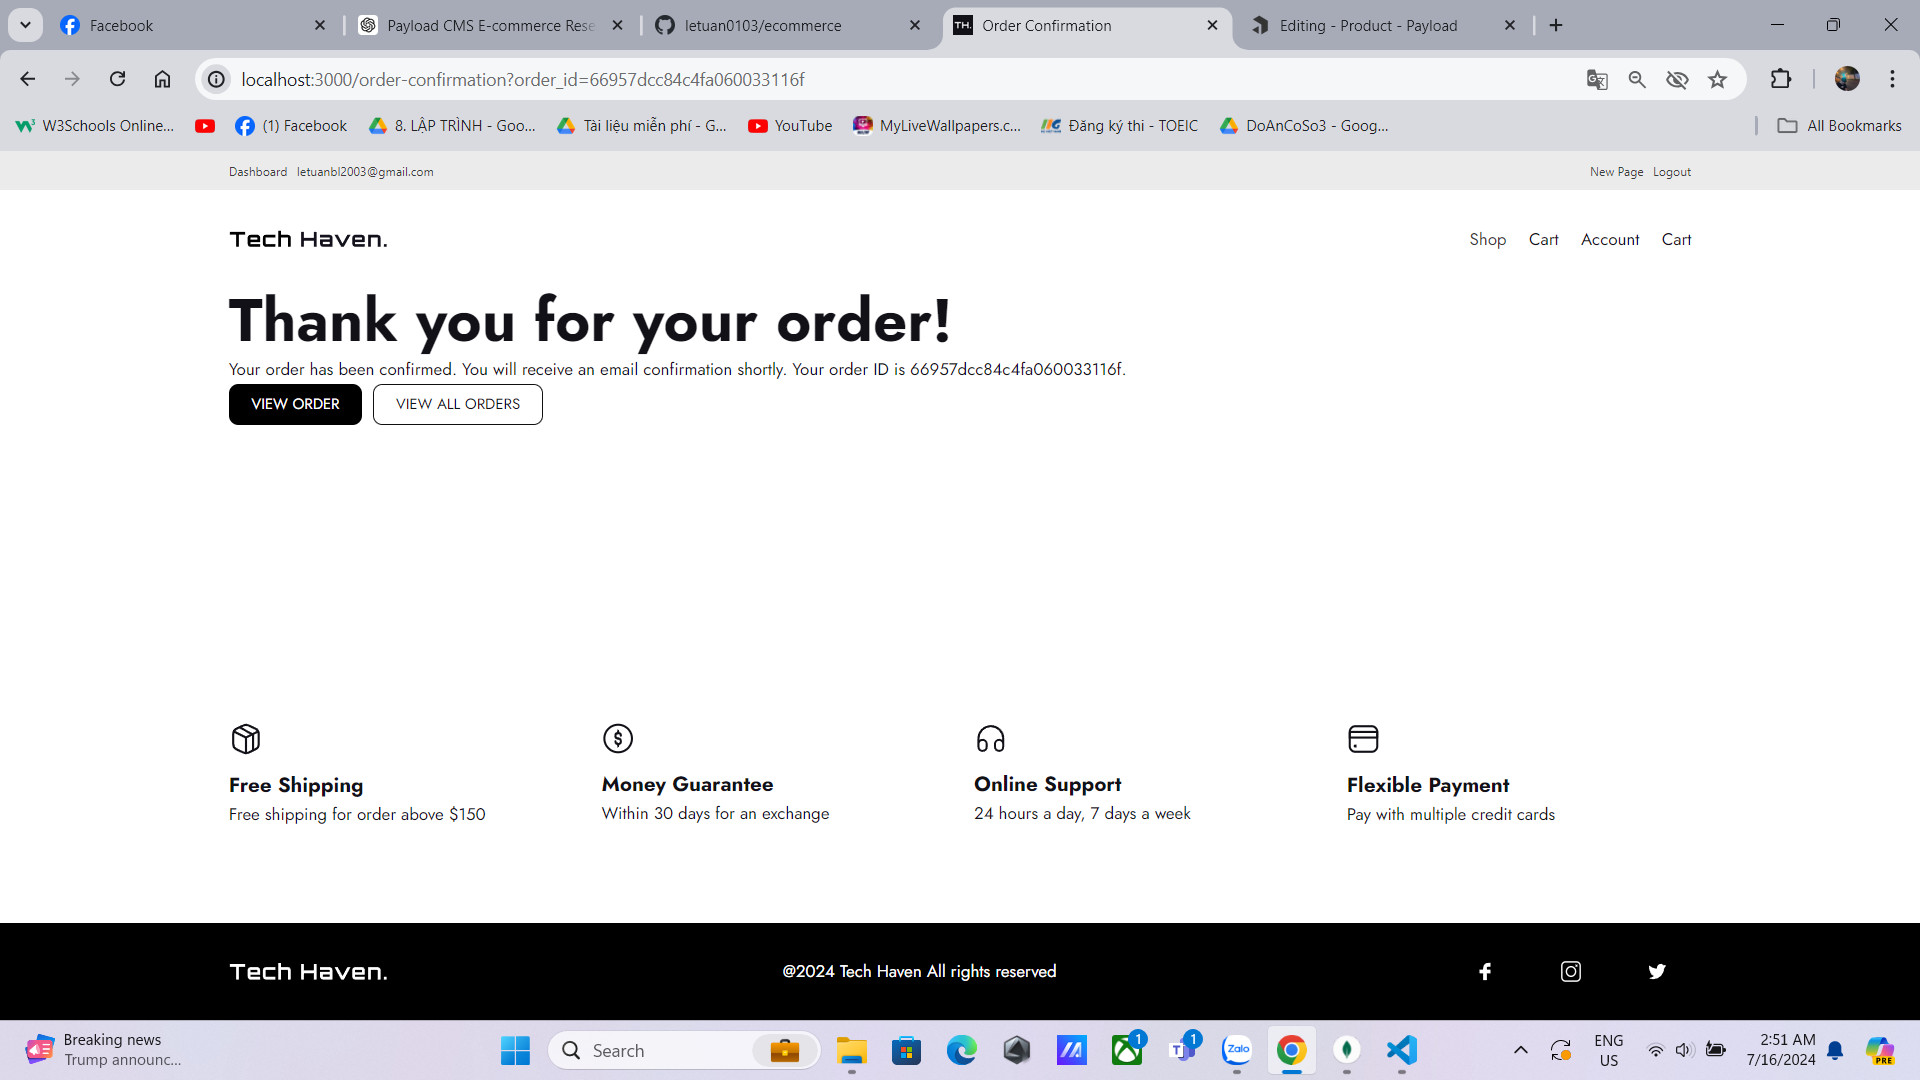 Facebook
Payload CMS E-commerce Rese
letuan0103/ecommerce
TH.
Order Confirmation
Editing - Product - Payload
localhost:3000/order-confirmation?order_id=66957dcc84c4fa060033116f
W3Schools Online...
(1) Facebook
8. LẬP TRÌNH - Goo...
Tài liệu miễn phí - G...
YouTube
MyLiveWallpapers.c...
Đăng ký thi - TOEIC
DoAnCoSo3 - Goog...
All Bookmarks
Dashboard letuanbl2003@gmail.com
New Page Logout
Tech Haven.
Shop Cart Account Cart
Thank you for your order!
Your order has been confirmed. You will receive an email confirmation shortly. Your order ID is 66957dcc84c4fa060033116f.
VIEW ORDER
VIEW ALL ORDERS
Free Shipping
Free shipping for order above $150
Money Guarantee
Within 30 days for an exchange
Online Support
24 hours a day, 7 days a week
Flexible Payment
Pay with multiple credit cards
Tech Haven.
@2024 Tech Haven All rights reserved
Breaking news
Trump announc...
Search
1
1
Zalo
ENG
US
2:51 AM
7/16/2024
PRE